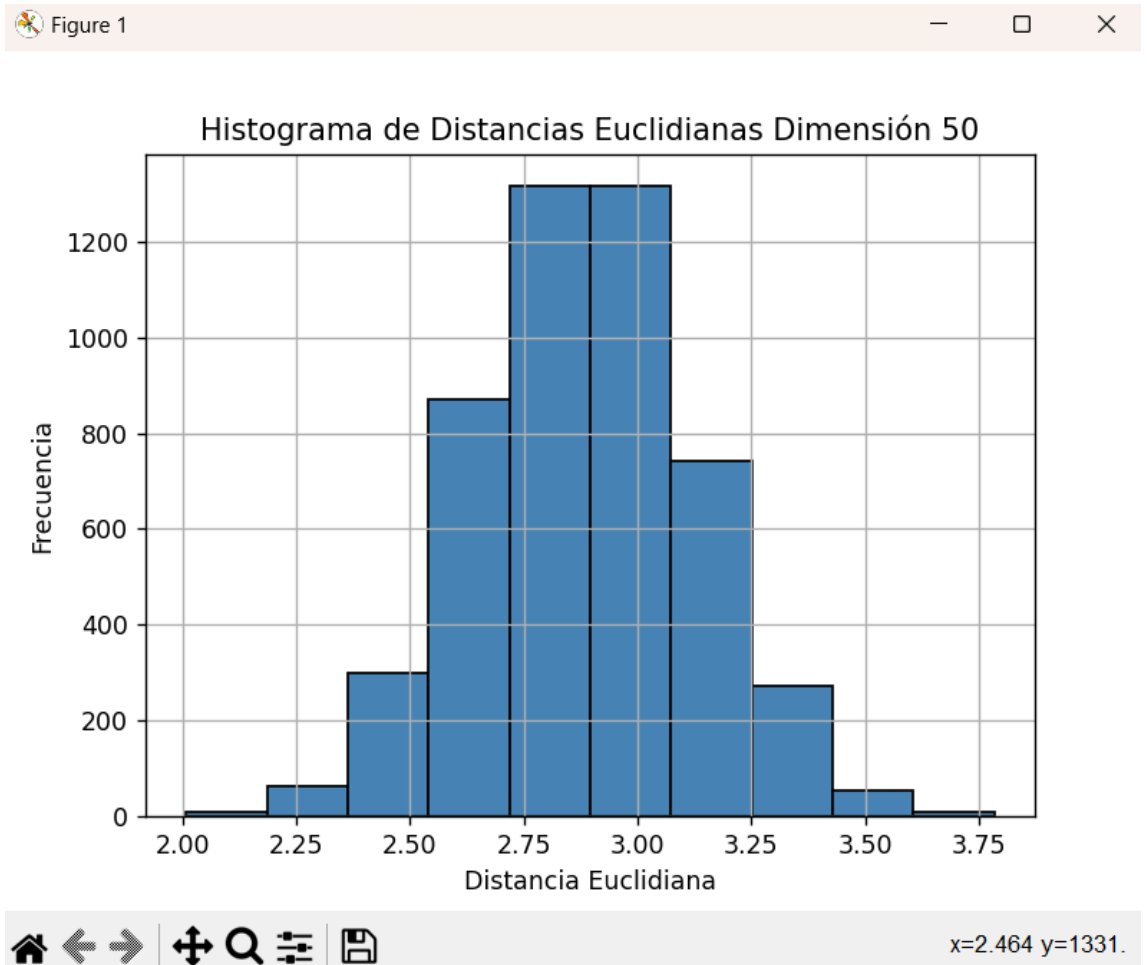 Figure 1
Histograma de Distancias Euclidianas Dimensión 50
1200
1000
800
600
400
200
0
Frecuencia
2.00 2.25 2.50 2.75 3.00 3.25 3.50 3.75
Distancia Euclidiana
x=2.464 y=1331.